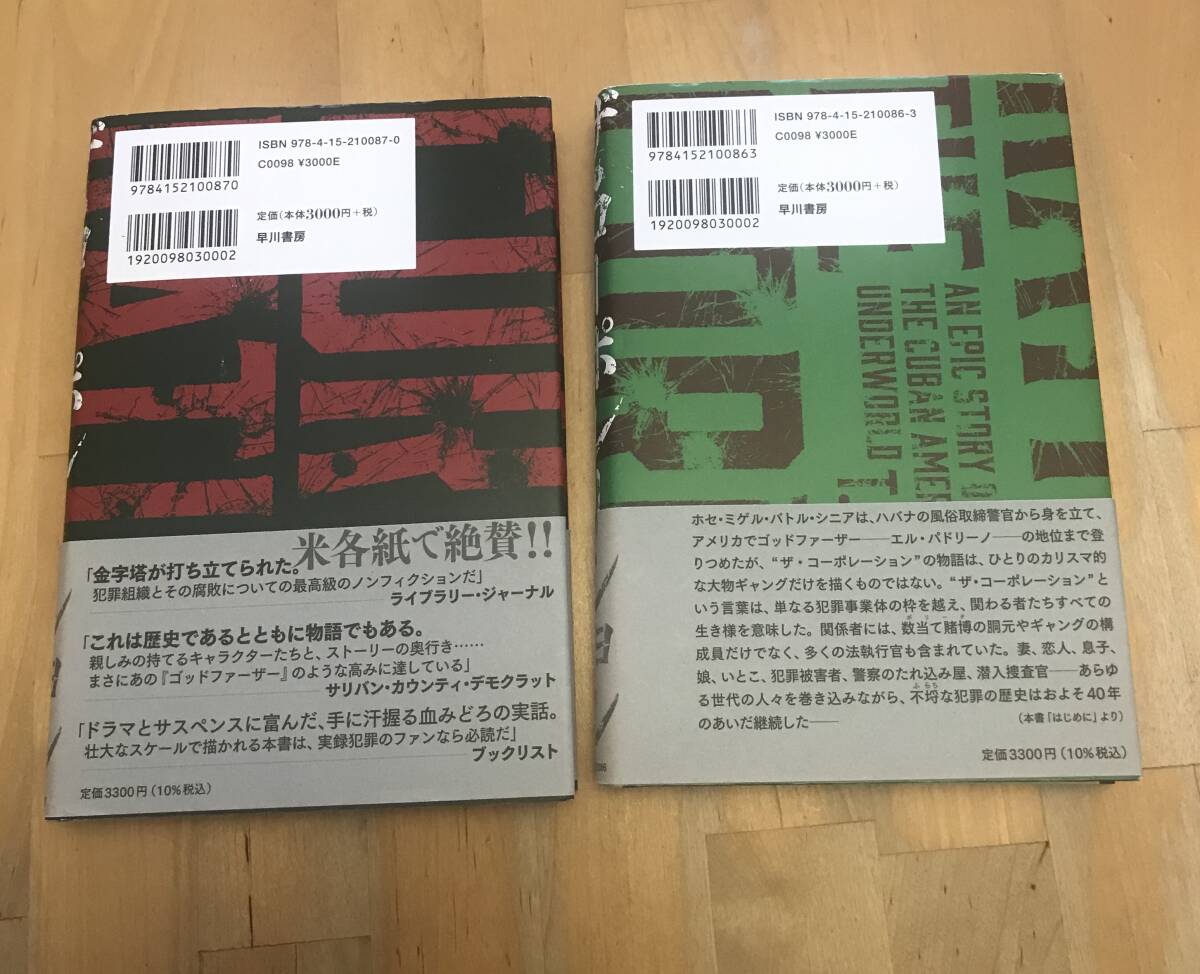 ISBN 978-4-15-210087-0
C0098 ¥3000E
9784152100870
定価(本体3000円+税)
早川書房
1920098030002
米各紙で絶賛!!
「金字塔が打ち立てられた。
犯罪組織とその腐敗についての最高級のノンフィクションだ」
ライブラリー・ジャーナル
「これは歴史であるとともに物語でもある。
親しみの持てるキャラクターたちと、ストーリーの奥行き……
まさにあの『ゴッドファーザー』のような高みに達している」
サリバン・カウンティ・デモクラット
「ドラマとサスペンスに富んだ、手に汗握る血みどろの実話。
壮大なスケールで描かれる本書は、実録犯罪のファンなら必読だ」
ブックリスト
定価3300円(10%税込)
ISBN 978-4-15-210086-3
C0098 ¥3000E
9784152100863
定価(本体3000円+税)
早川書房
1920098030002
AN EPIC STORY
THE CUBAN AMER
UNDERWORLD T.
ホセ・ミゲル・バトル・シニアは、ハバナの風俗取締警官から身を立て、
アメリカでゴッドファーザー――エル・パドリーノ――の地位まで登
りつめたが、“ザ・コーポレーション”の物語は、ひとりのカリスマ的
な大物ギャングだけを描くものではない。“ザ・コーポレーション”と
いう言葉は、単なる犯罪事業体の枠を越え、関わる者たちすべての
生き様を意味した。関係者には、数当て賭博の胴元やギャングの構
成員だけでなく、多くの法執行官も含まれていた。妻、恋人、息子、
娘、いとこ、犯罪被害者、警察のたれ込み屋、潜入捜査官――あらゆ
る世代の人々を巻き込みながら、不埒な犯罪の歴史はおよそ40年
のあいだ継続した――
(本書「はじめに」より)
定価3300円(10%税込)